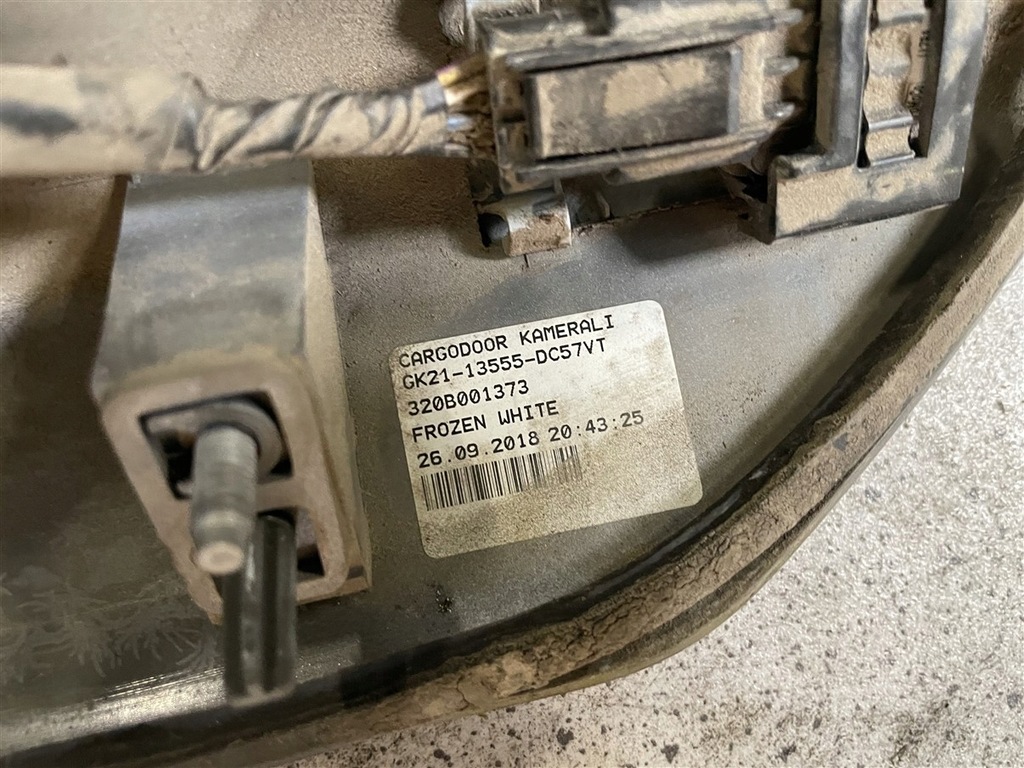 CARGODOOR KAMERALI
GK21-13555-DC57VT
320B001373
FROZEN WHITE
26.09.2018 20:43:25